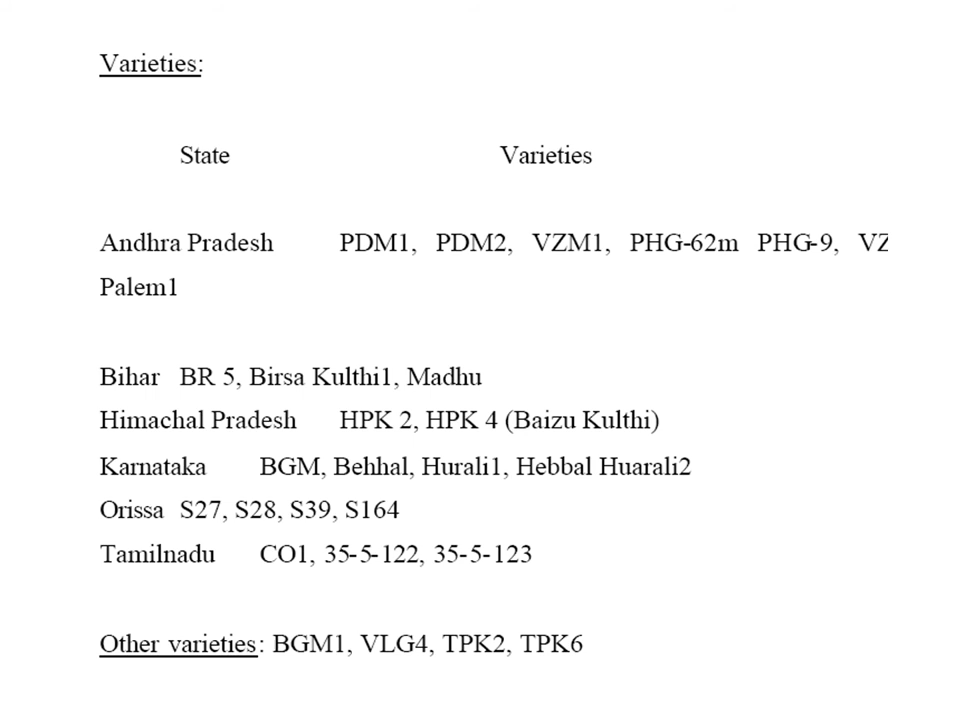 Varieties:
State Varieties
Andhra Pradesh PDM1, PDM2, VZM1, PHG-62m PHG-9,
Palem1
Bihar BR 5, Birsa Kulthi1, Madhu
Himachal Pradesh HPK 2, HPK 4 (Baizu Kulthi)
Karnataka BGM, Behhal, Hurali1, Hebbal Huarali2
Orissa S27, S28, S39, S164
Tamilnadu CO1, 35-5-122, 35-5-123
Other varieties: BGM1, VLG4, TPK2, TPK6